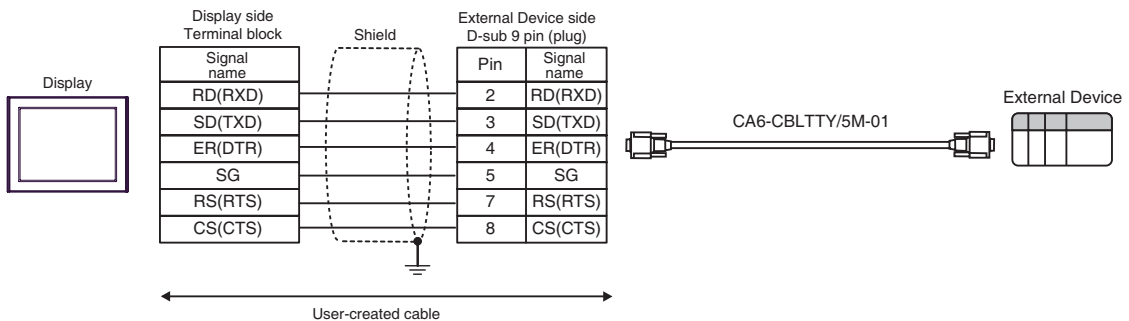 Display side
Terminal block
Shield
External Device side
D-sub 9 pin (plug)
Signal
name
Pin
Signal
name
RD(RXD)
2
RD(RXD)
SD(TXD)
3
SD(TXD)
ER(DTR)
4
ER(DTR)
SG
5
SG
RS(RTS)
7
RS(RTS)
CS(CTS)
8
CS(CTS)
Display
CA6-CBLTTY/5M-01
External Device
User-created cable